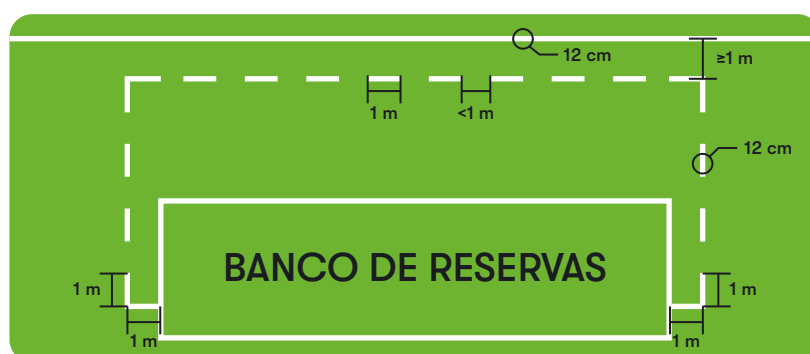 12 cm
≥1 m
1 m
<1 m
12 cm
BANCO DE RESERVAS
1 m
1 m
1 m
1 m